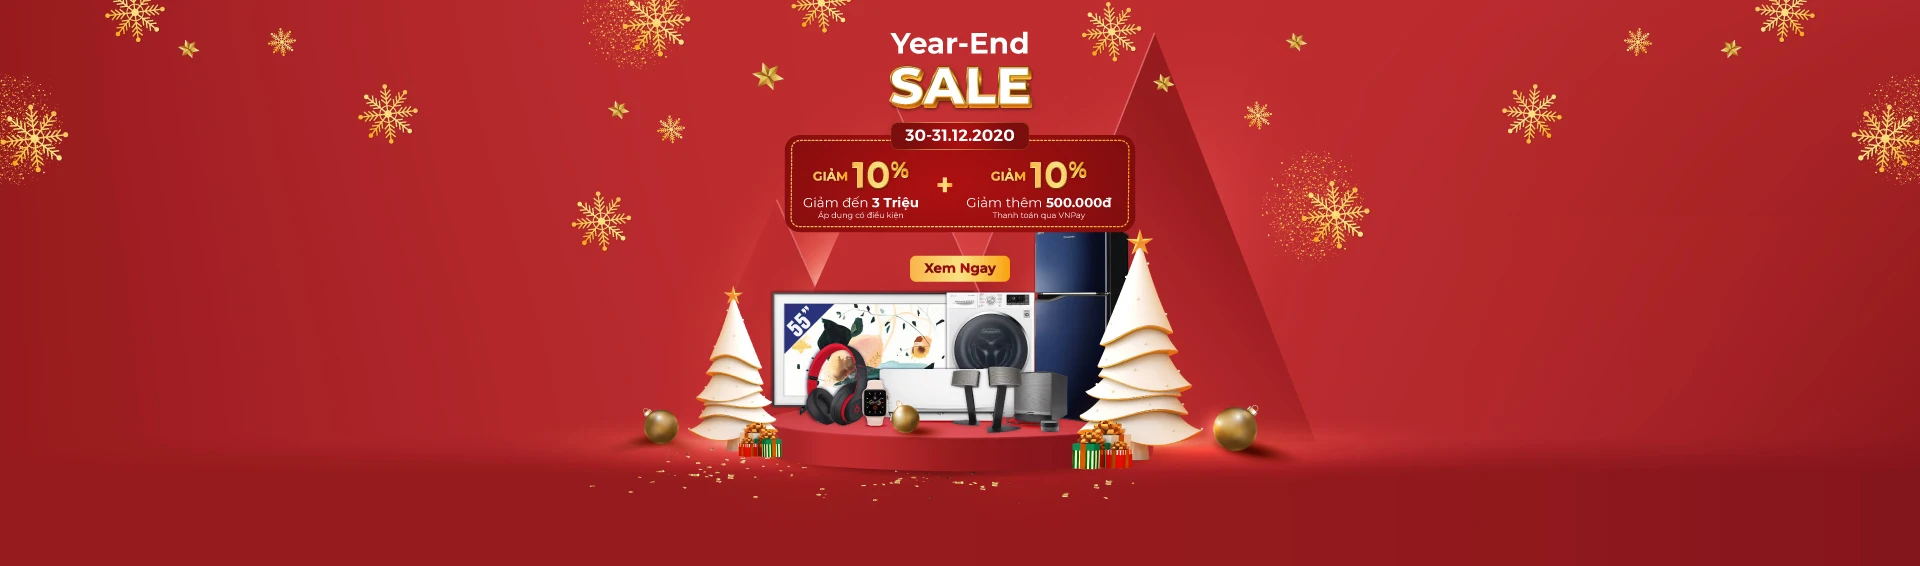 Year-End
SALE
30-31.12.2020
GIẢM 10%
Giảm đến 3 Triệu
Áp dụng có điều kiện
+
GIẢM 10%
Giảm thêm 500.000đ
Thanh toán qua VNPay
Xem Ngay
55"